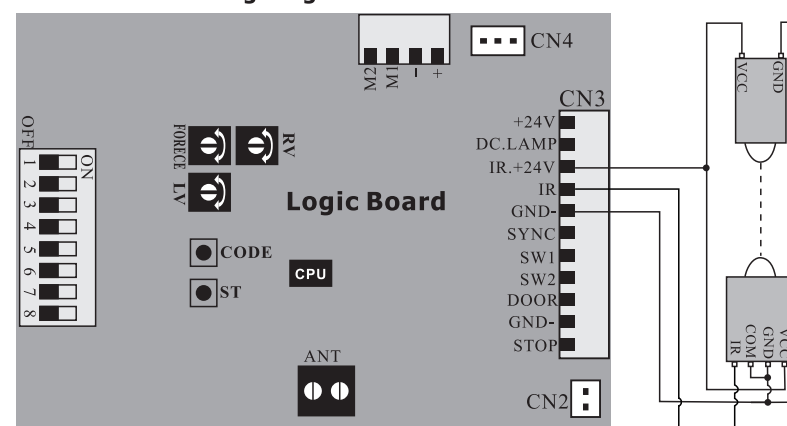 CN4
M2
M1
-
+
CN3
+24V
DC.LAMP
IR.+24V
IR
GND-
SYNC
SW1
SW2
DOOR
GND-
STOP
OFF
ON
1
2
3
4
5
6
7
8
FORECE
RV
LV
Logic Board
CODE
CPU
ST
ANT
CN2
VCC
GND
IR
COM
GND
VCC